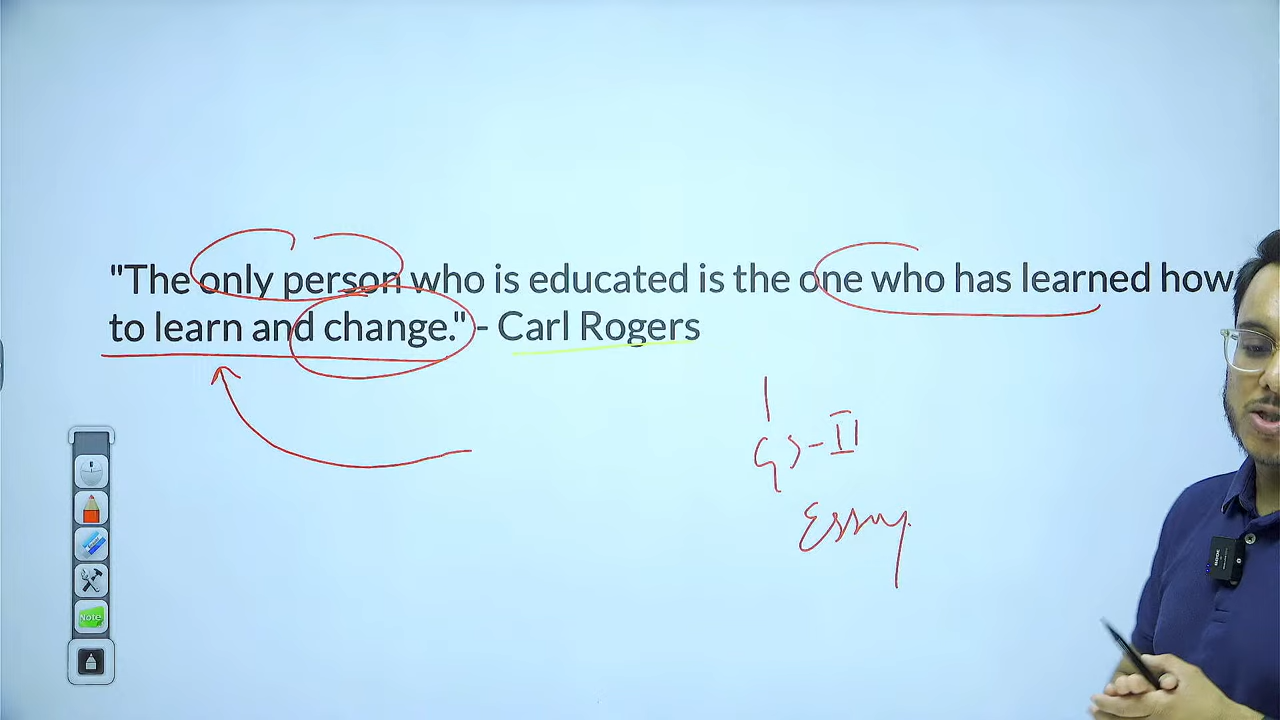 "The only person who is educated is the one who has learned how
to learn and change." - Carl Rogers
GS-II
Essay
Note